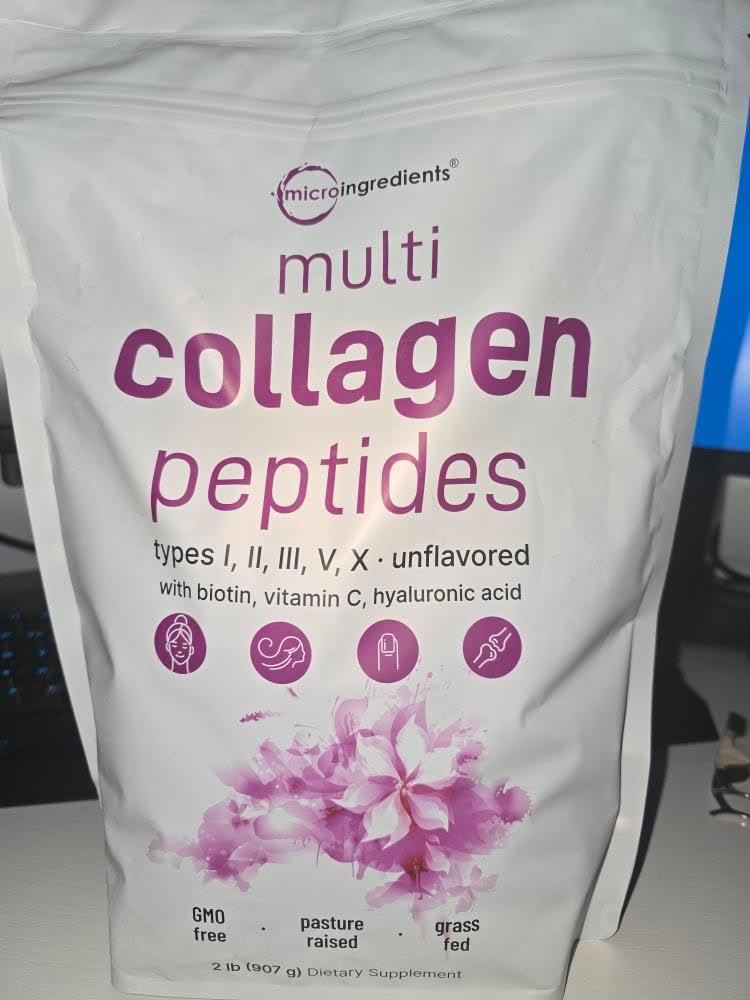 microingredients®
multi
collagen
peptides
types I, II, III, V, X · unflavored
with biotin, vitamin C, hyaluronic acid
GMO free · pasture raised · grass fed
2 lb (907 g) Dietary Supplement